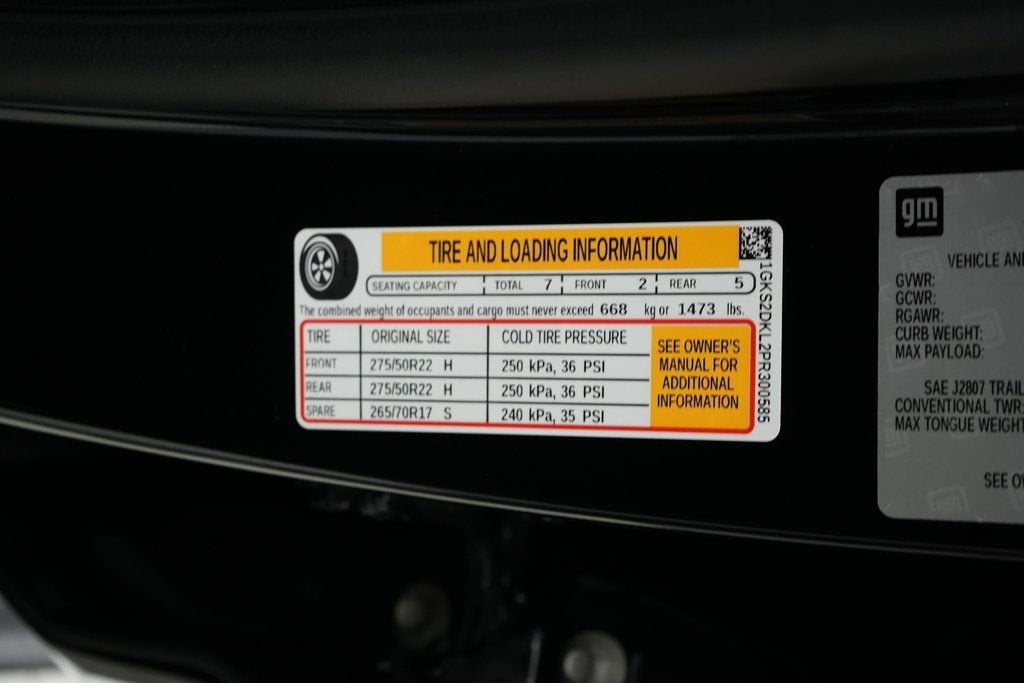 TIRE AND LOADING INFORMATION
SEATING CAPACITY TOTAL 7 FRONT 2 REAR 5
The combined weight of occupants and cargo must never exceed 668 kg or 1473 lbs.
TIRE ORIGINAL SIZE COLD TIRE PRESSURE
FRONT 275/50R22 H 250 kPa, 36 PSI
REAR 275/50R22 H 250 kPa, 36 PSI
SPARE 265/70R17 S 240 kPa, 35 PSI
SEE OWNER'S
MANUAL FOR
ADDITIONAL
INFORMATION
1GKS2DKL2PR300585
gm
VEHICLE AN
GVWR:
GCWR:
RGAWR:
CURB WEIGHT:
MAX PAYLOAD:
SAE J2807 TRAIL
CONVENTIONAL TWR
MAX TONGUE WEIGHT
SEE O